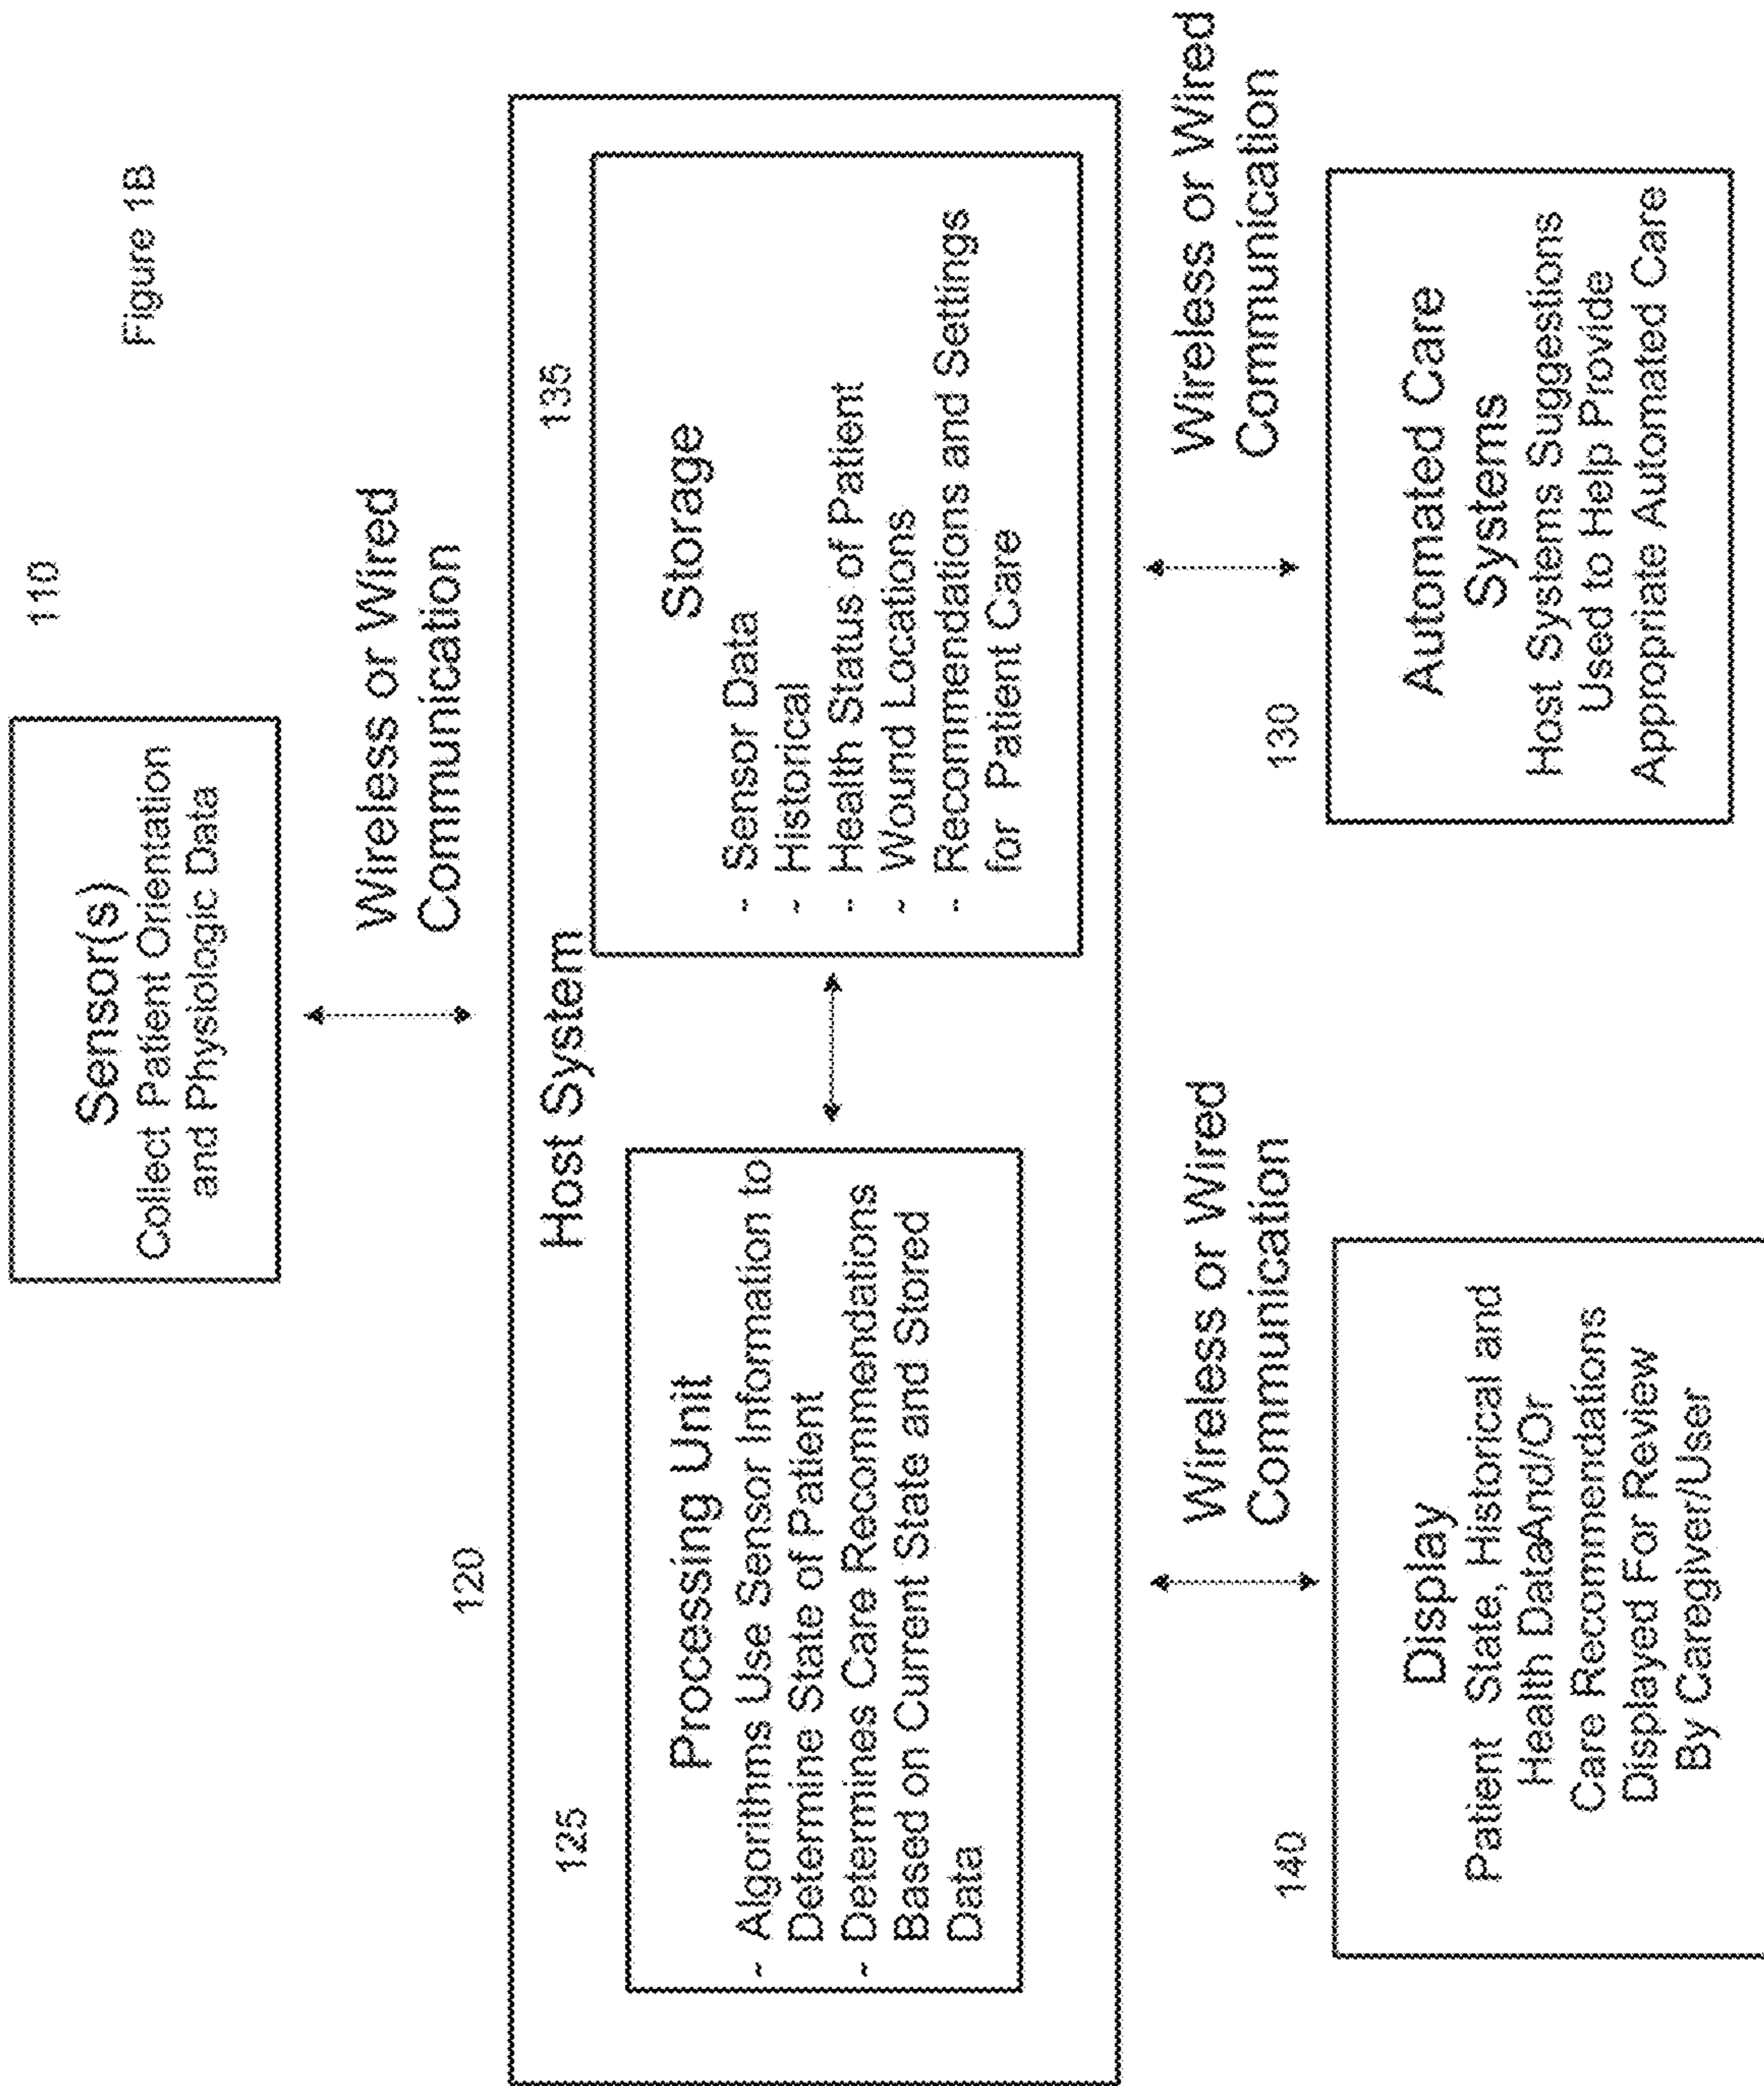 Figure 1B
110
Sensor(s)
Collect Patient Orientation
and Physiologic Data
Wireless or Wired
Communication
120
Host System
125
Processing Unit
- Algorithms Use Sensor Information to
Determine State of Patient
- Determines Care Recommendations
Based on Current State and Stored
Data
135
Storage
- Sensor Data
- Historical
- Health Status of Patient
- Wound Locations
- Recommendations and Settings
for Patient Care
Wireless or Wired
Communication
140
Display
Patient State, Historical and
Health DataAnd/Or
Care Recommendations
Displayed For Review
By Caregiver/User
Wireless or Wired
Communication
130
Automated Care
Systems
Host Systems Suggestions
Used to Help Provide
Appropriate Automated Care